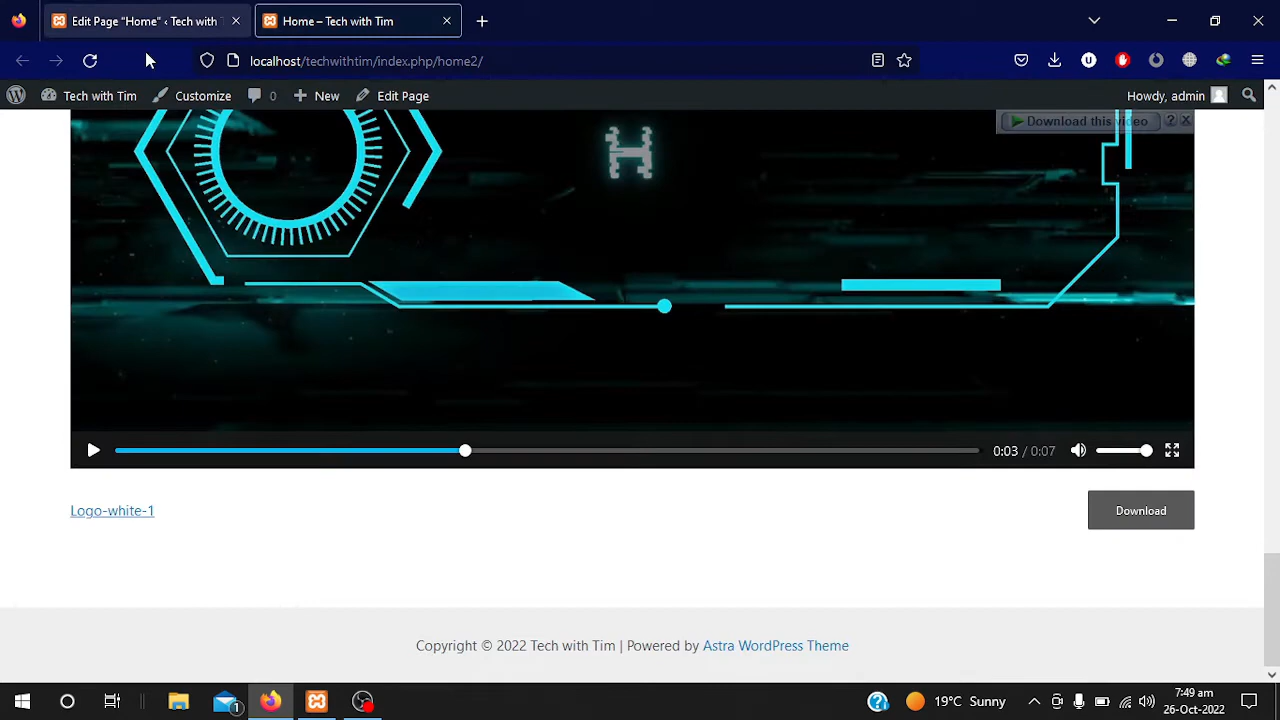 Edit Page “Home” ‹ Tech with T
Home – Tech with Tim
localhost/techwithtim/index.php/home2/
Tech with Tim Customize 0 New Edit Page Howdy, admin
Download this video ? X
H
0:03 / 0:07
Logo-white-1
Download
Copyright © 2022 Tech with Tim | Powered by Astra WordPress Theme
1 19°C Sunny
7:49 am
26-Oct-2022